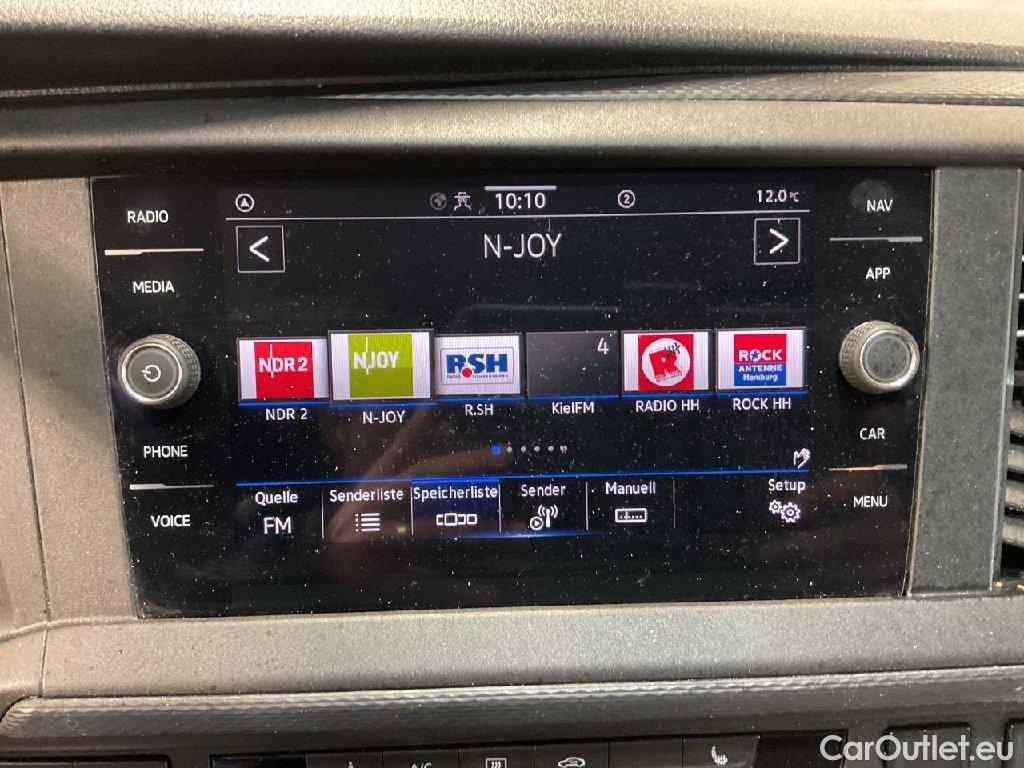 RADIO
MEDIA
PHONE
VOICE
10:10
2
12.0 °C
N-JOY
NDR 2
N-JOY
R.SH
4
RADIO
ROCK
ANTENNE
Hamburg
NDR 2
N-JOY
R.SH
KielFM
RADIO HH
ROCK HH
Quelle
FM
Senderliste
Speicherliste
Sender
Manuell
Setup
NAV
APP
CAR
MENU
A/C
CarOutlet.eu